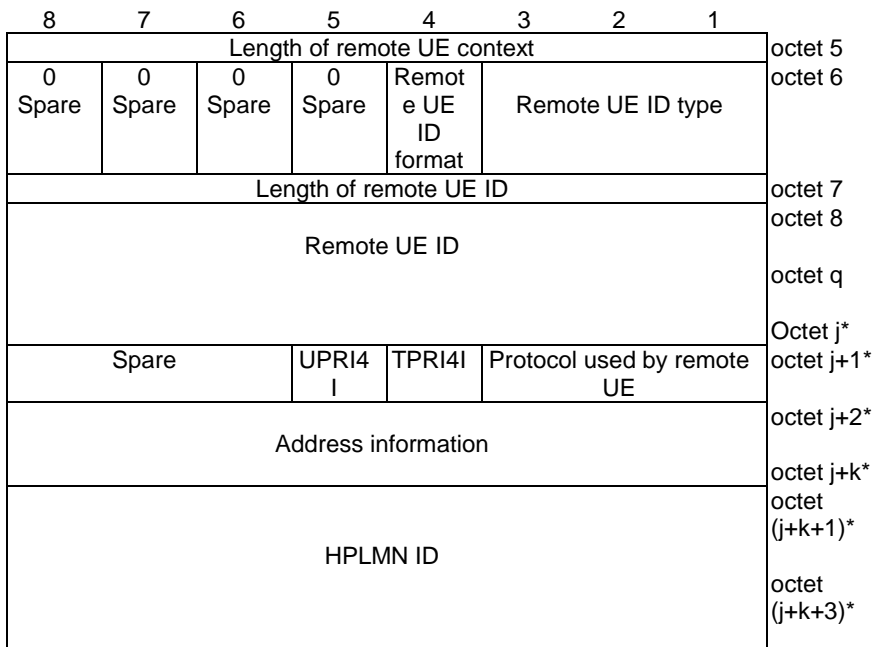 8 7 6 5 4 3 2 1
Length of remote UE context octet 5
0 0 0 0 Remot octet 6
Spare Spare Spare Spare e UE Remote UE ID type
ID
format
Length of remote UE ID octet 7
octet 8
Remote UE ID
octet q
Octet j*
Spare UPRI4 TPRI4I Protocol used by remote octet j+1*
I UE
octet j+2*
Address information
octet j+k*
octet
(j+k+1)*
HPLMN ID
octet
(j+k+3)*